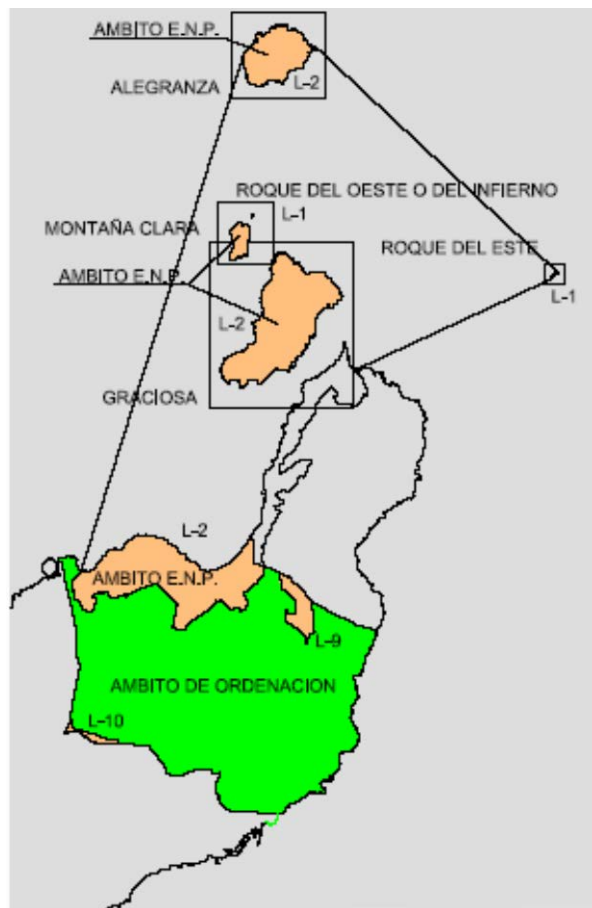 AMBITO E.N.P.
L-2
ALEGRANZA
ROQUE DEL OESTE O DEL INFIERNO
L-1
MONTAÑA CLARA
ROQUE DEL ESTE
AMBITO E.N.P.
L-1
L-2
GRACIOSA
L-2
AMBITO E.N.P.
L-9
AMBITO DE ORDENACION
L-10